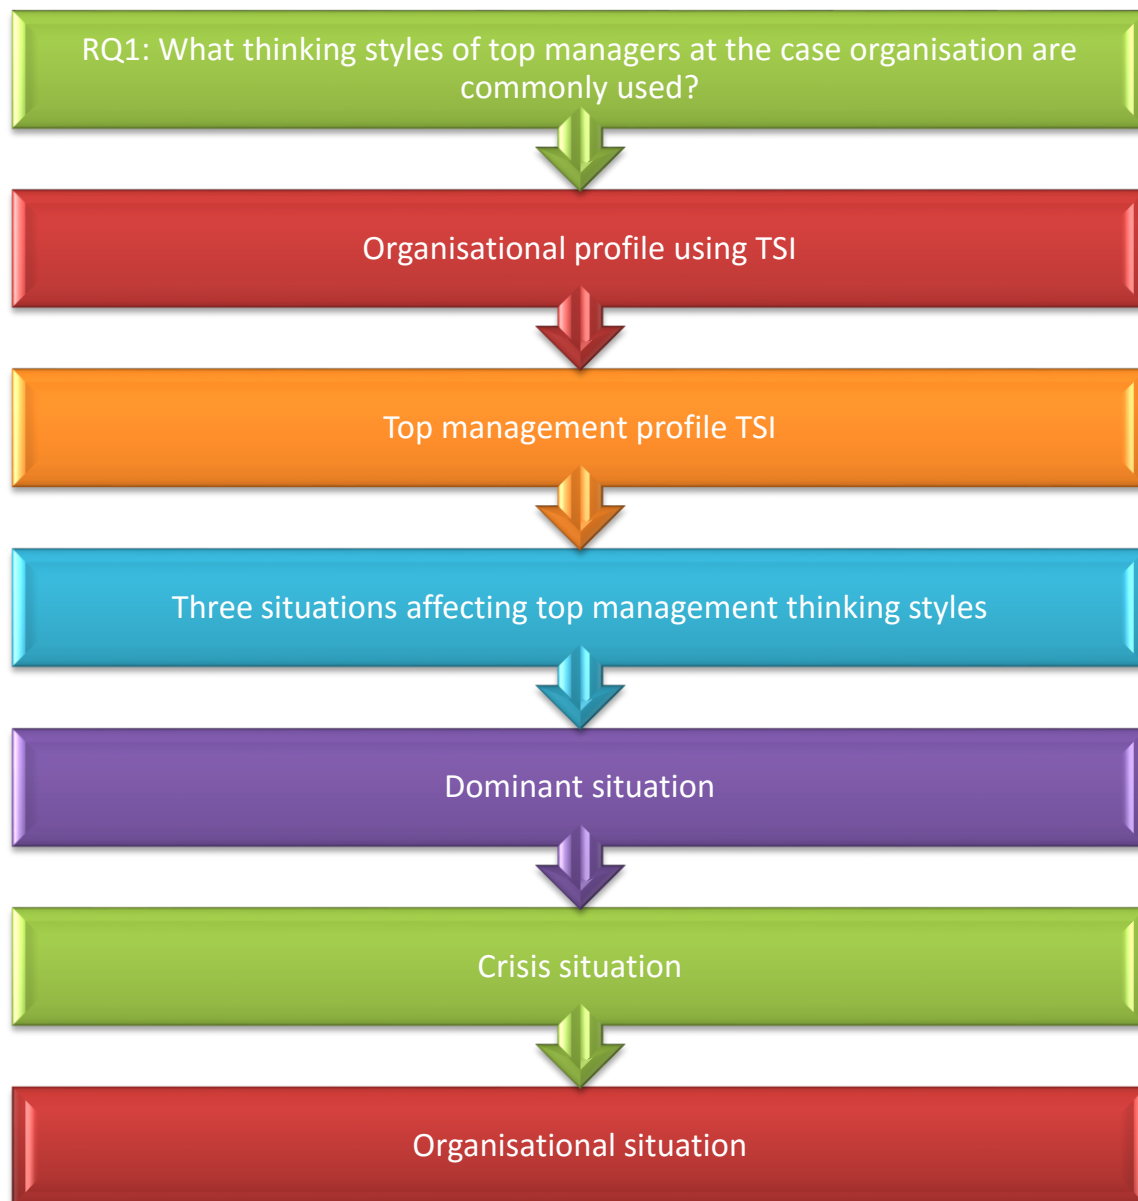 RQ1: What thinking styles of top managers at the case organisation are
commonly used?
Organisational profile using TSI
Top management profile TSI
Three situations affecting top management thinking styles
Dominant situation
Crisis situation
Organisational situation